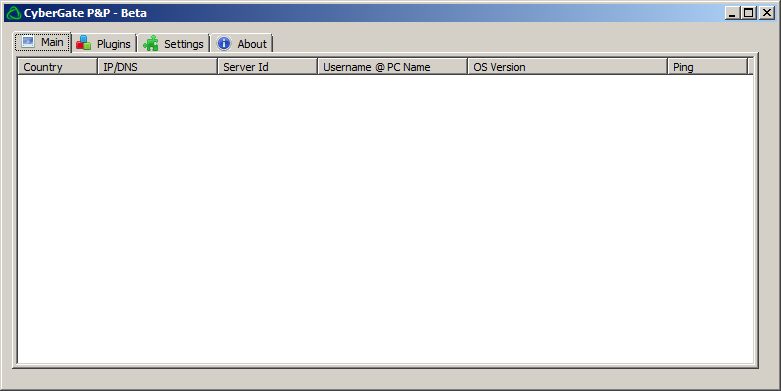 CyberGate P&P - Beta
Main Plugins Settings About
Country IP/DNS Server Id Username @ PC Name OS Version Ping